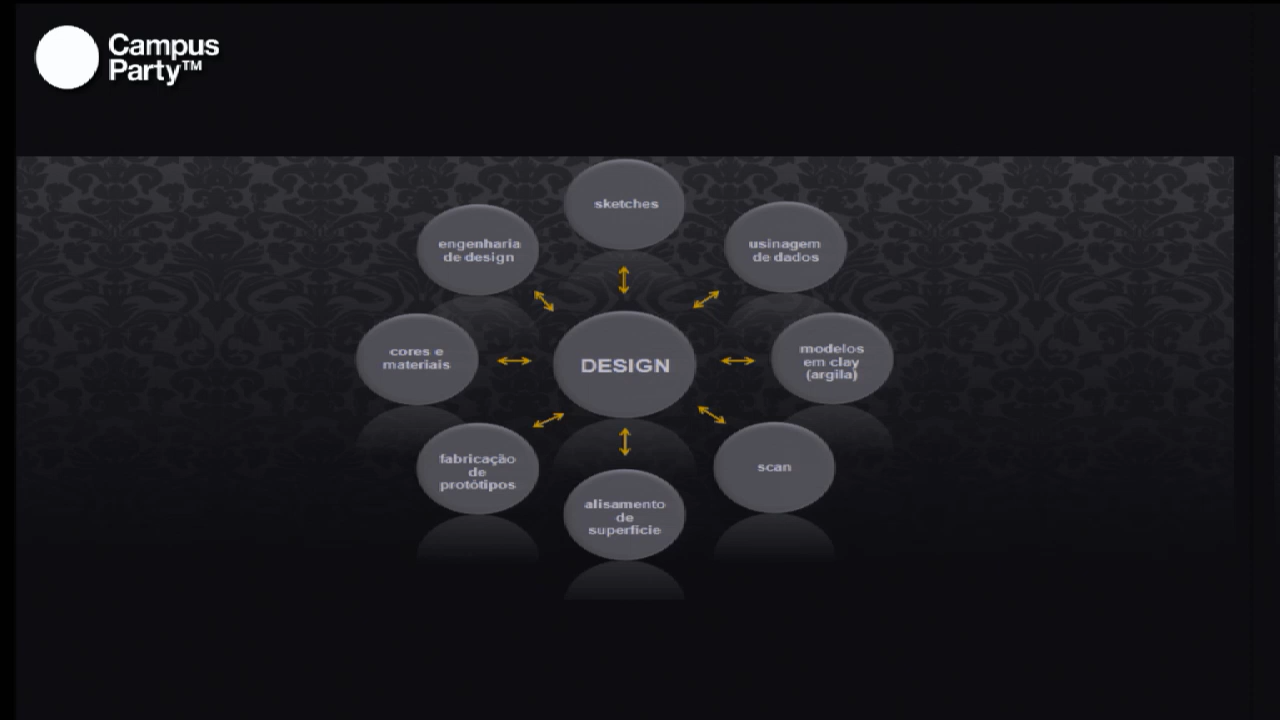 Campus
Party™
sketches
engenharia
de design
usinagem
de dados
cores e
materiais
DESIGN
modelos
em clay
(argila)
fabricação
de
protótipos
scan
alisamento
de
superfície